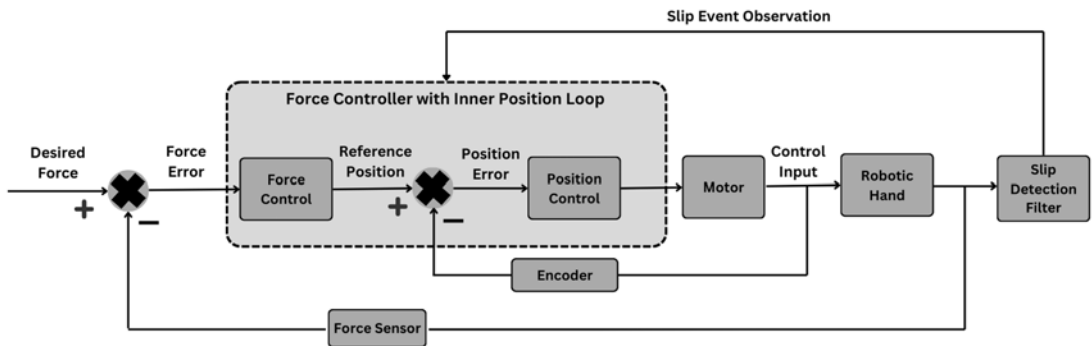 Slip Event Observation
Force Controller with Inner Position Loop
Desired
Force
Force
Error
Reference
Position
Position
Error
Control
Input
Force
Control
Position
Control
Motor
Robotic
Hand
Slip
Detection
Filter
+
−
+
−
Encoder
Force Sensor